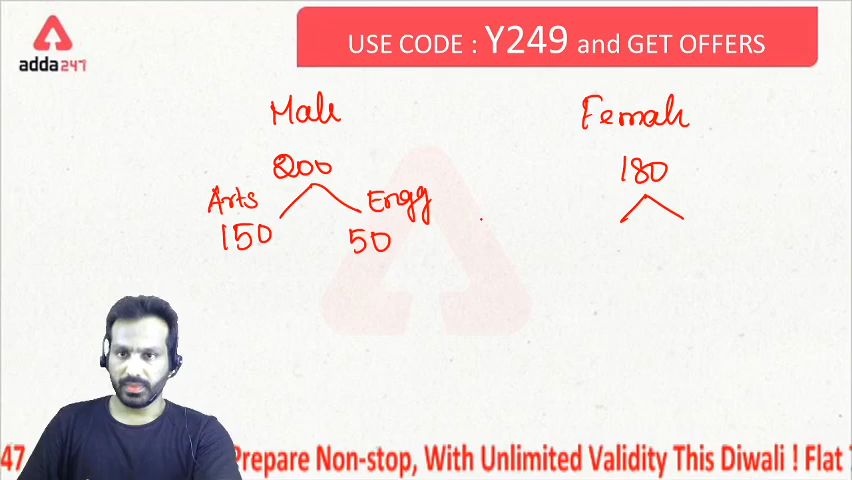 adda247
USE CODE : Y249 and GET OFFERS
Male
Female
200
180
Arts
Engg
150
50
47
Prepare Non-stop, With Unlimited Validity This Diwali ! Flat